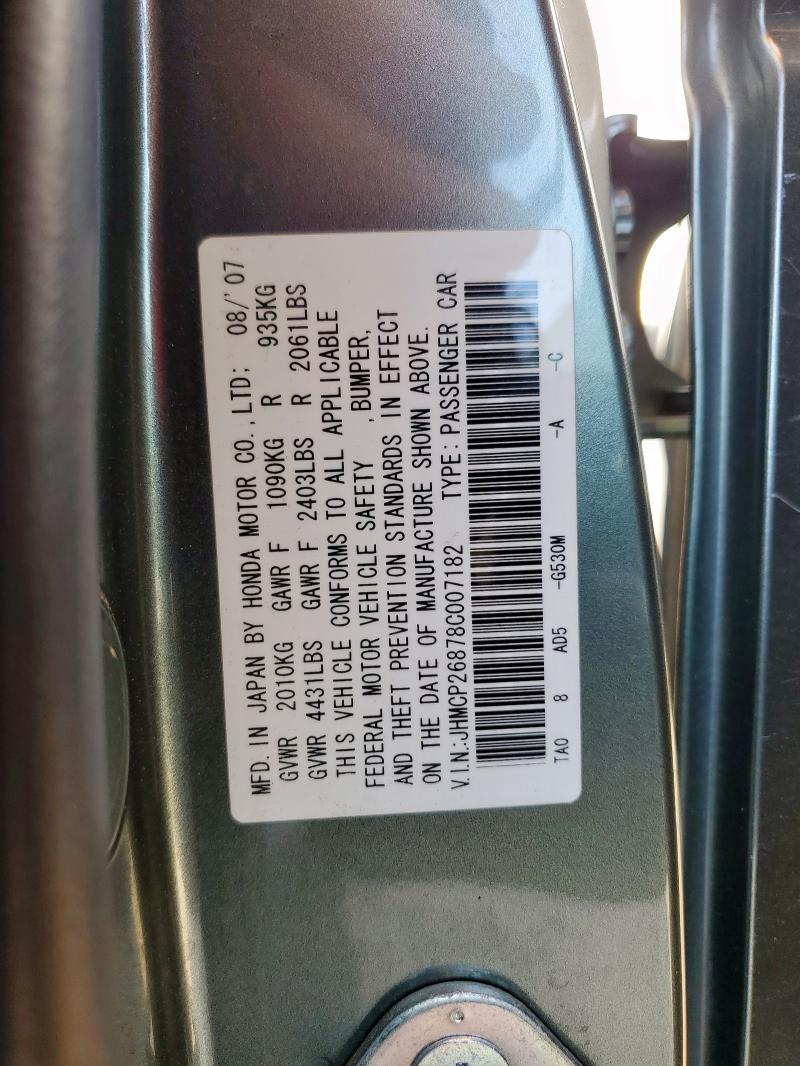 MFD. IN JAPAN BY HONDA MOTOR CO., LTD: 08/'07
GVWR 2010KG GAWR F 1090KG R 935KG
GVWR 4431LBS GAWR F 2403LBS R 2061LBS
THIS VEHICLE CONFORMS TO ALL APPLICABLE
FEDERAL MOTOR VEHICLE SAFETY ,BUMPER,
AND THEFT PREVENTION STANDARDS IN EFFECT
ON THE DATE OF MANUFACTURE SHOWN ABOVE.
V.I.N.:JHMCP26878C007182 TYPE:PASSENGER CAR
TA0 8 AD5 -G530M -A -C